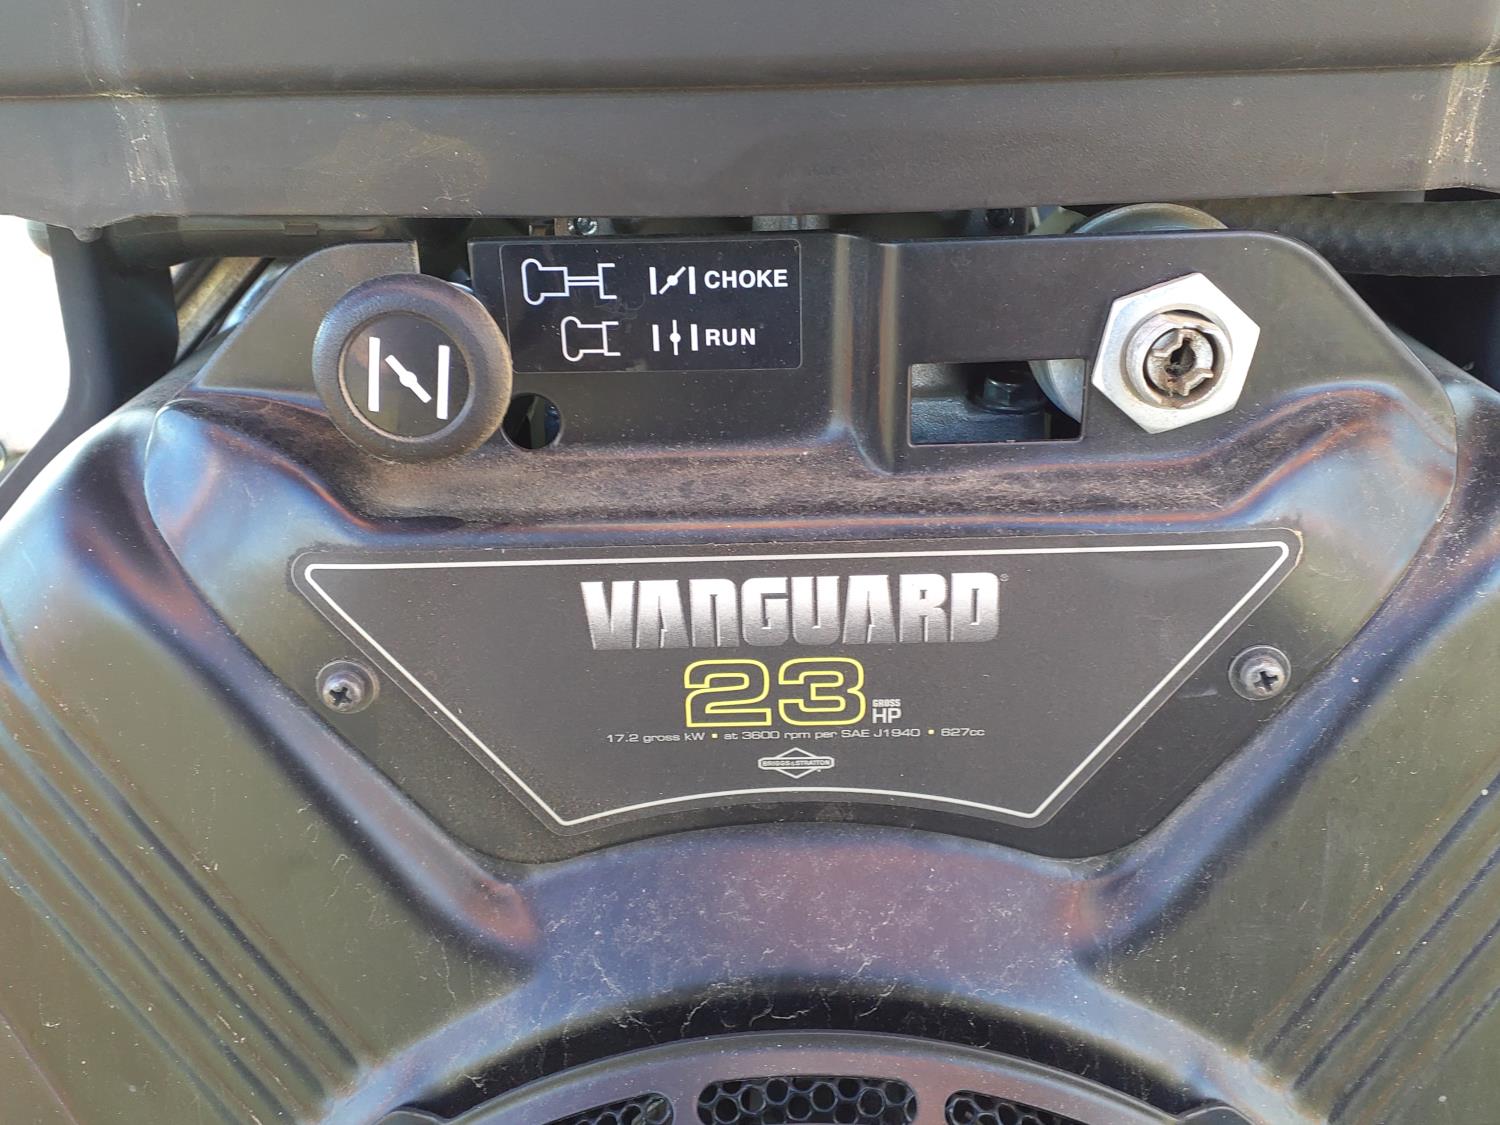 CHOKE
RUN
VANGUARD®
23 GROSS HP
17.2 gross kW • at 3600 rpm per SAE J1940 • 627cc
BRIGGS & STRATTON